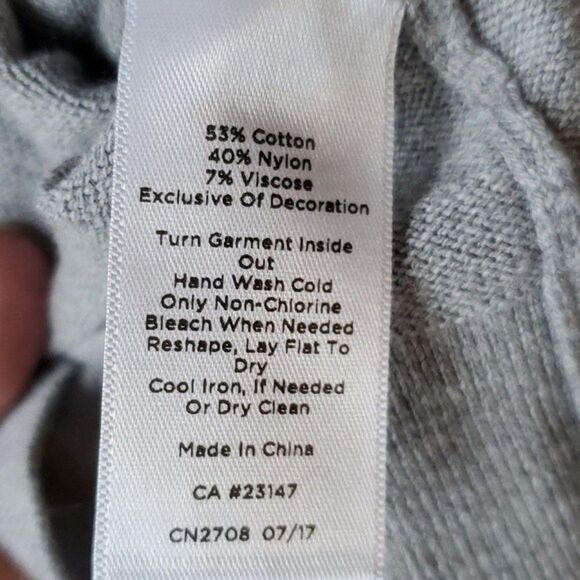 53% Cotton
40% Nylon
7% Viscose
Exclusive Of Decoration
Turn Garment Inside
Out
Hand Wash Cold
Only Non-Chlorine
Bleach When Needed
Reshape, Lay Flat To
Dry
Cool Iron, If Needed
Or Dry Clean
Made In China
CA #23147
CN2708 07/17